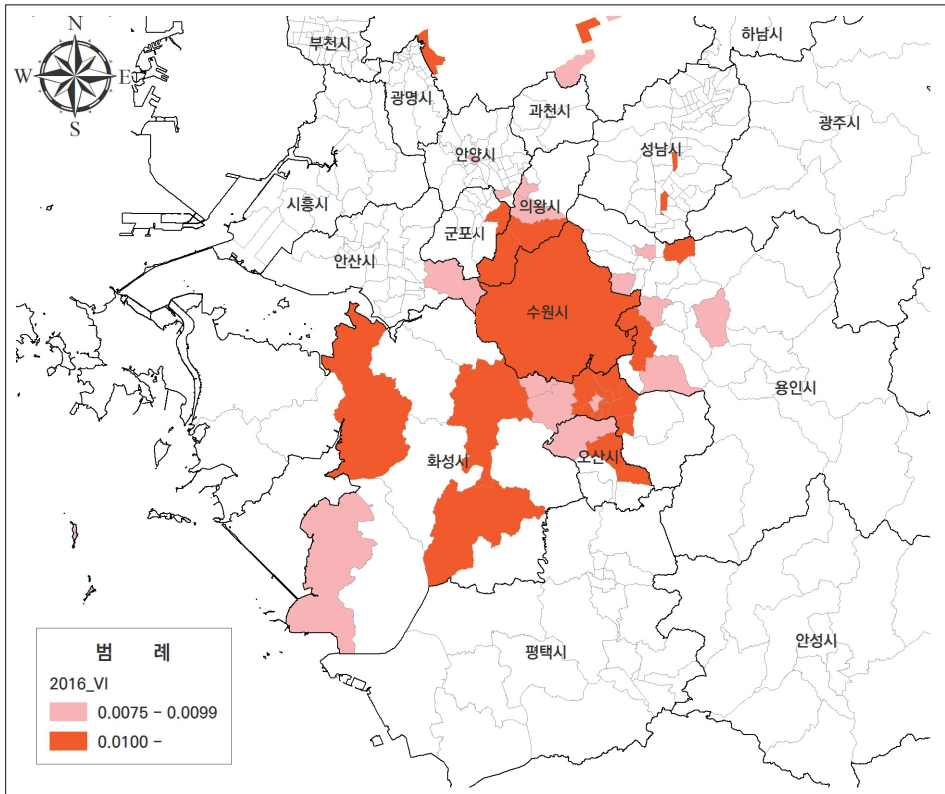 N
W E
S
부천시
하남시
광명시
과천시
광주시
안양시
성남시
시흥시
의왕시
군포시
안산시
수원시
용인시
화성시
오산시
안성시
평택시
범 례
2016_VI
0.0075 - 0.0099
0.0100 -